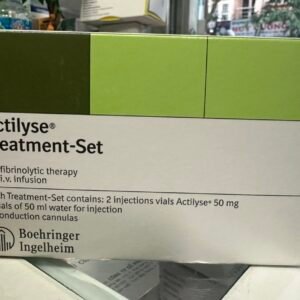 ctilyse®
reatment-Set
fibrinolytic therapy
i.v. infusion
h Treatment-Set contains: 2 injections vials Actilyse® 50 mg
als of 50 ml water for injection
onduction cannulas
Boehringer
Ingelheim